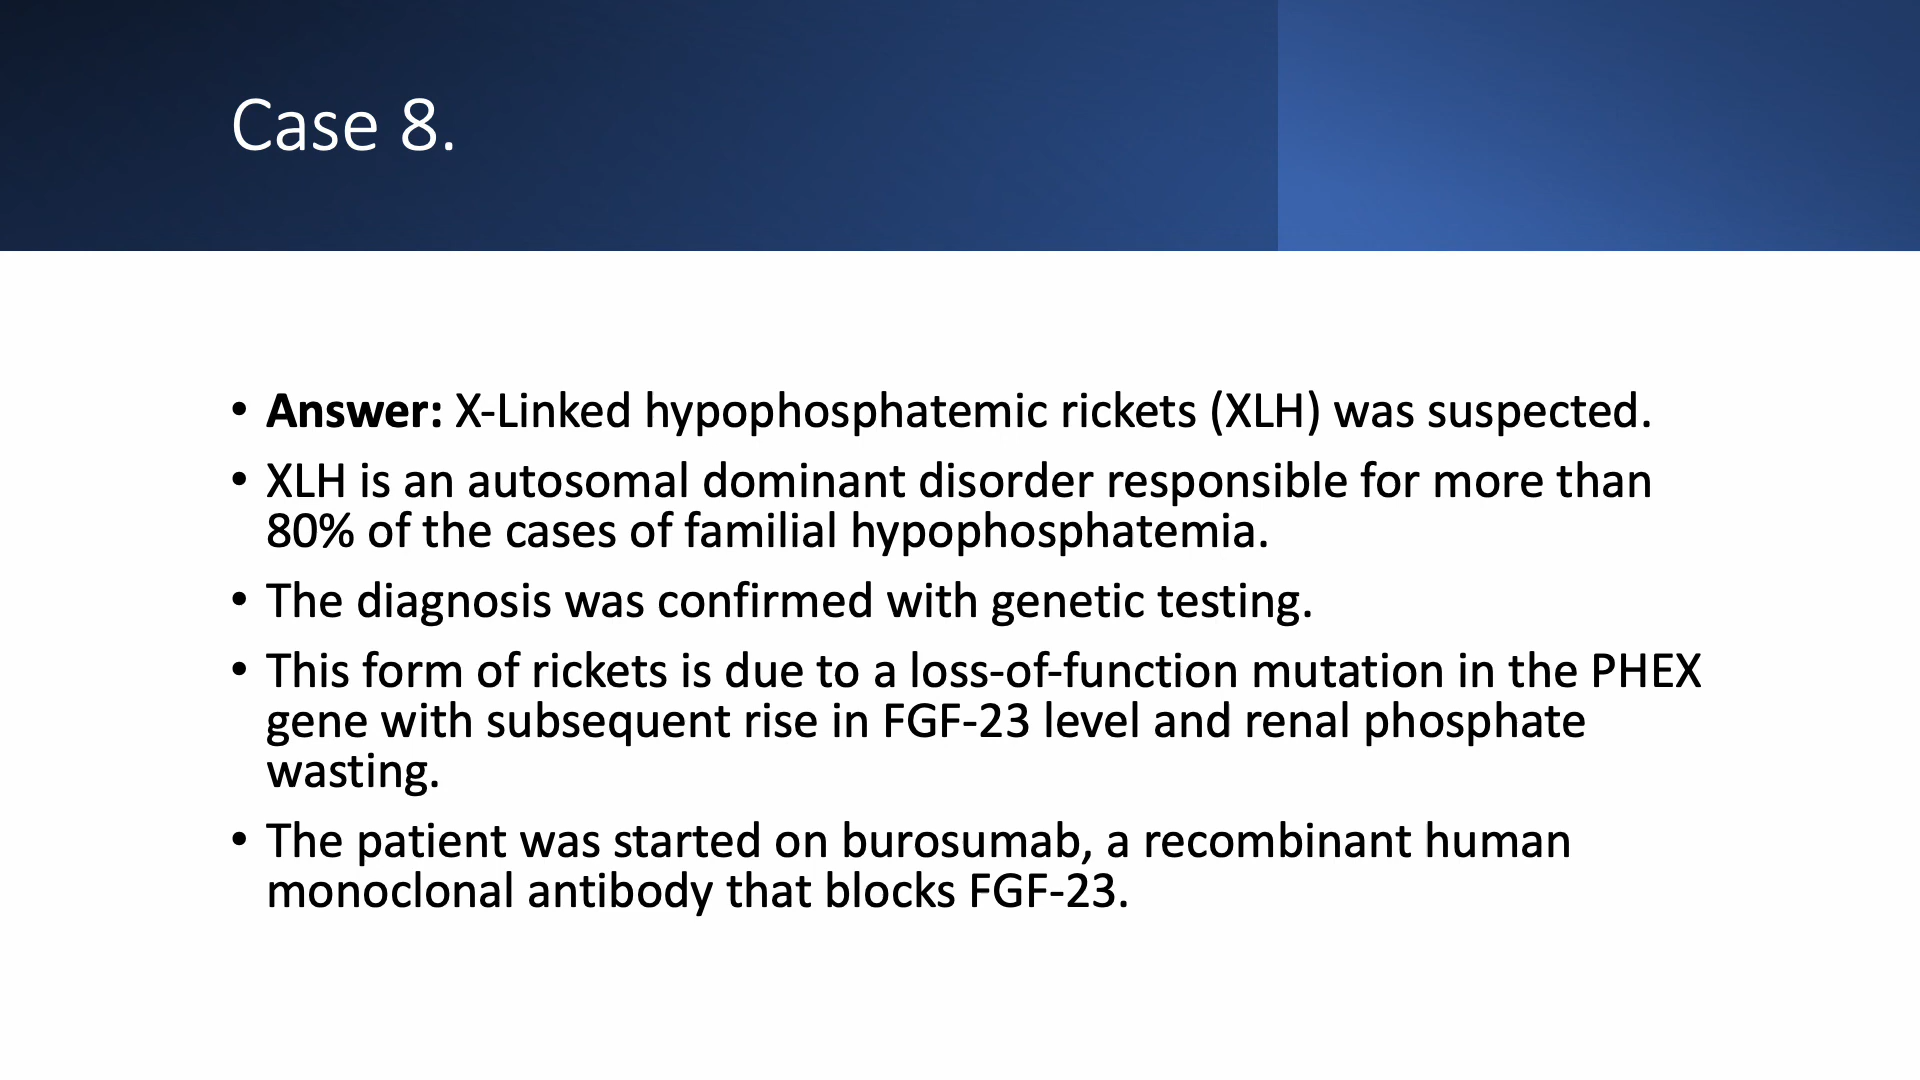 Case 8.
• Answer: X-Linked hypophosphatemic rickets (XLH) was suspected.
• XLH is an autosomal dominant disorder responsible for more than
80% of the cases of familial hypophosphatemia.
• The diagnosis was confirmed with genetic testing.
• This form of rickets is due to a loss-of-function mutation in the PHEX
gene with subsequent rise in FGF-23 level and renal phosphate
wasting.
• The patient was started on burosumab, a recombinant human
monoclonal antibody that blocks FGF-23.